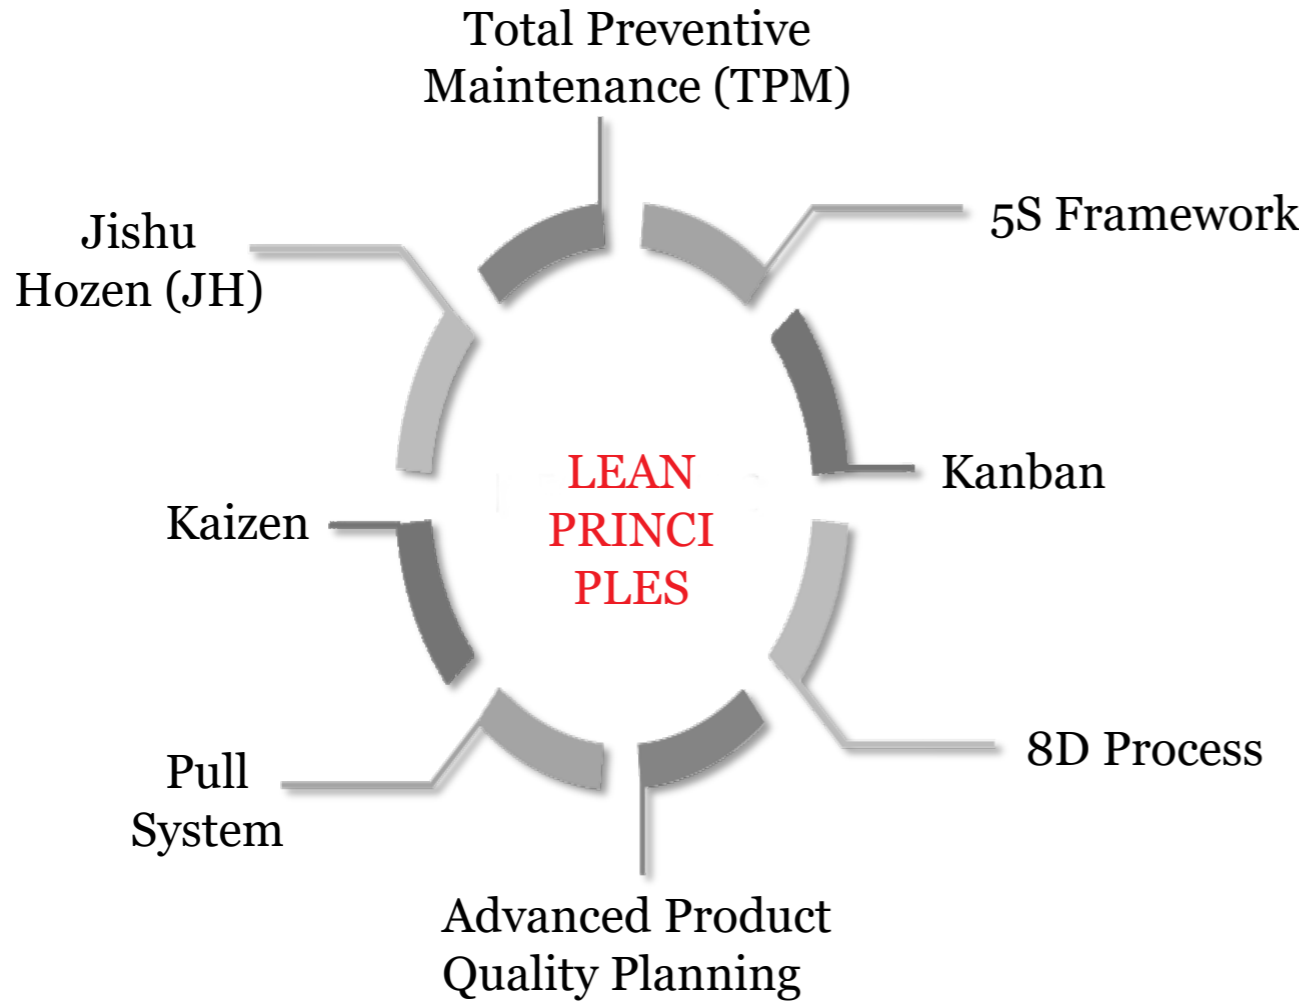 Total Preventive
Maintenance (TPM)
5S Framework
Jishu
Hozen (JH)
LEAN
PRINCI
PLES
Kanban
Kaizen
8D Process
Pull
System
Advanced Product
Quality Planning